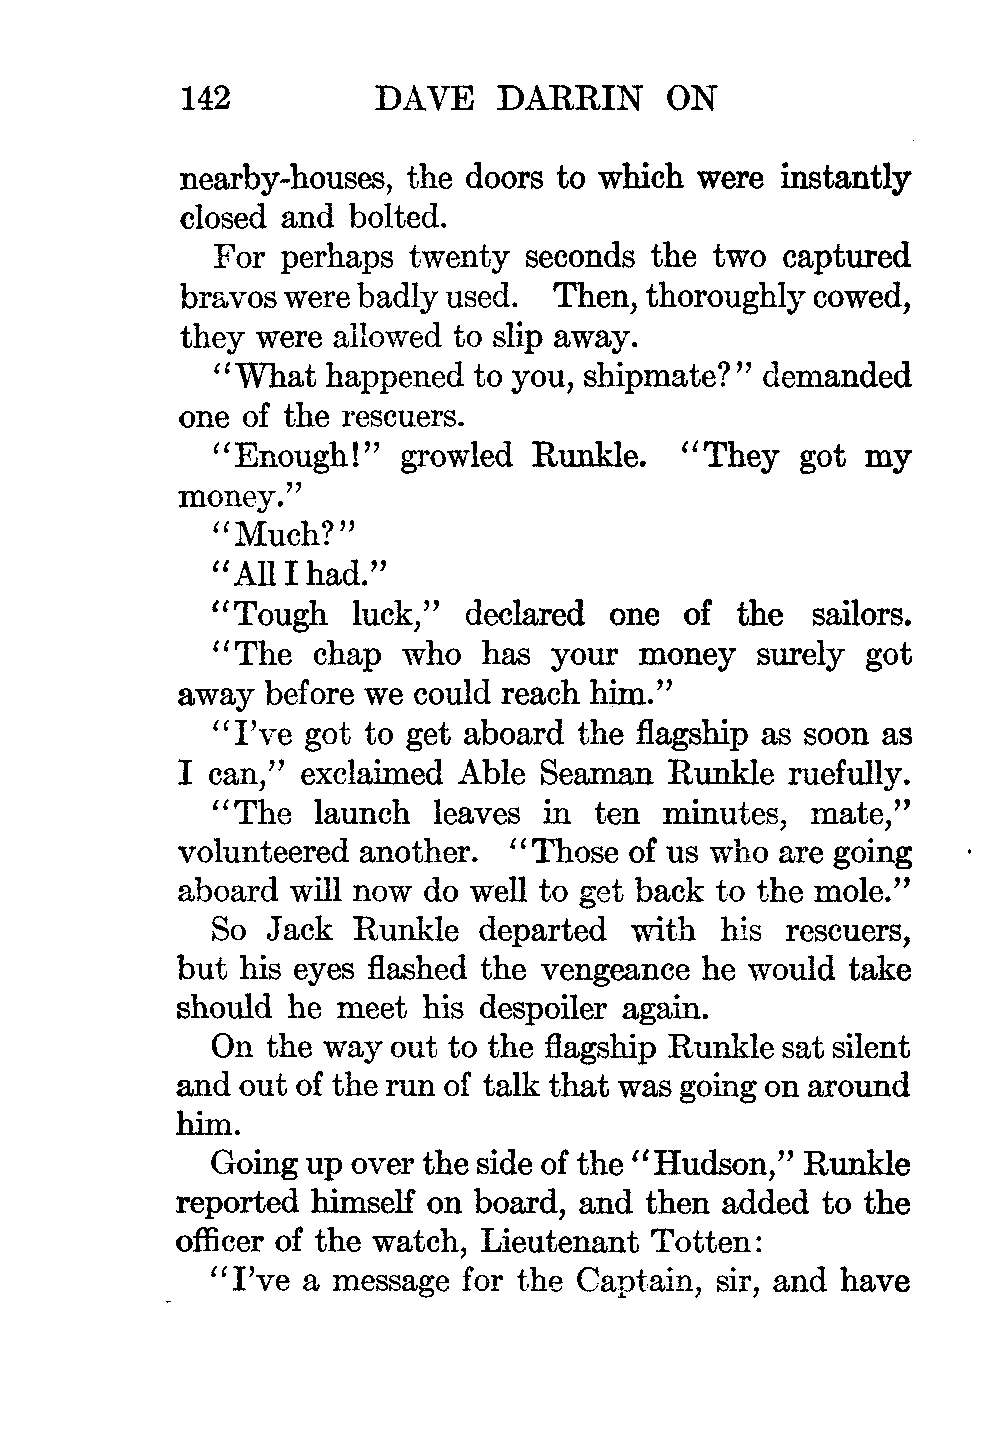 142 DAVE DARRIN ON
nearby-houses, the doors to which were instantly
closed and bolted.
For perhaps twenty seconds the two captured
bravos were badly used. Then, thoroughly cowed,
they were allowed to slip away.
“What happened to you, shipmate?” demanded
one of the rescuers.
“Enough!” growled Runkle. “They got my
money.”
“Much?”
“All I had.”
“Tough luck,” declared one of the sailors.
“The chap who has your money surely got
away before we could reach him.”
“I’ve got to get aboard the flagship as soon as
I can,” exclaimed Able Seaman Runkle ruefully.
“The launch leaves in ten minutes, mate,”
volunteered another. “Those of us who are going
aboard will now do well to get back to the mole.”
So Jack Runkle departed with his rescuers,
but his eyes flashed the vengeance he would take
should he meet his despoiler again.
On the way out to the flagship Runkle sat silent
and out of the run of talk that was going on around
him.
Going up over the side of the “Hudson,” Runkle
reported himself on board, and then added to the
officer of the watch, Lieutenant Totten:
“I’ve a message for the Captain, sir, and have